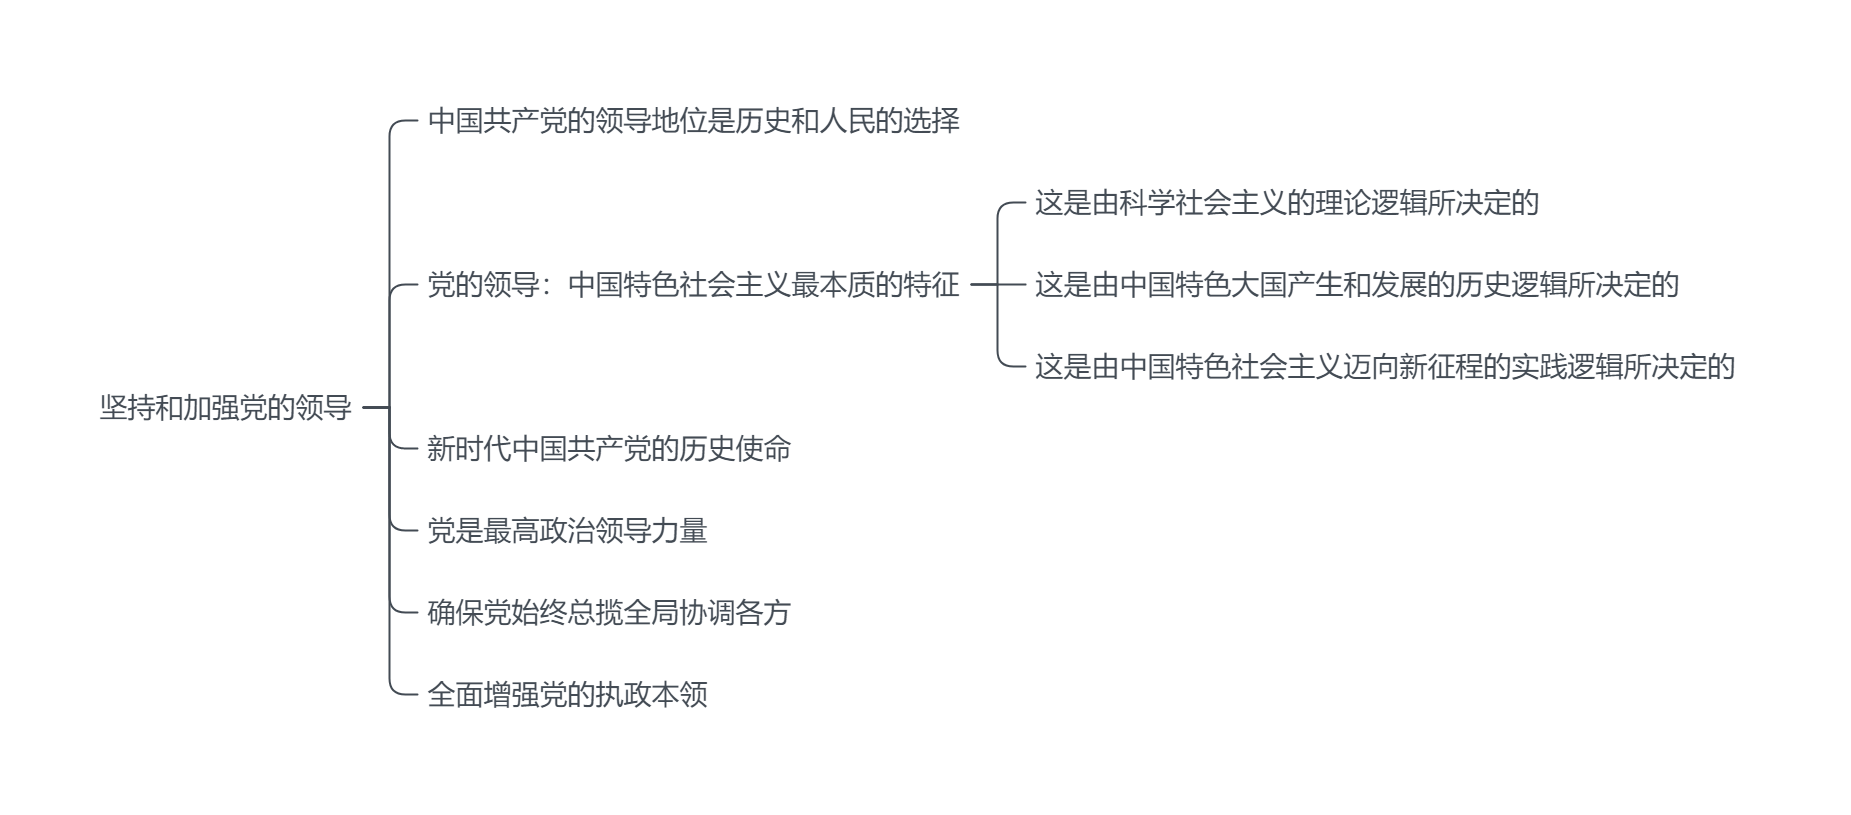 坚持和加强党的领导
中国共产党的领导地位是历史和人民的选择
党的领导：中国特色社会主义最本质的特征
这是由科学社会主义的理论逻辑所决定的
这是由中国特色大国产生和发展的历史逻辑所决定的
这是由中国特色社会主义迈向新征程的实践逻辑所决定的
新时代中国共产党的历史使命
党是最高政治领导力量
确保党始终总揽全局协调各方
全面增强党的执政本领